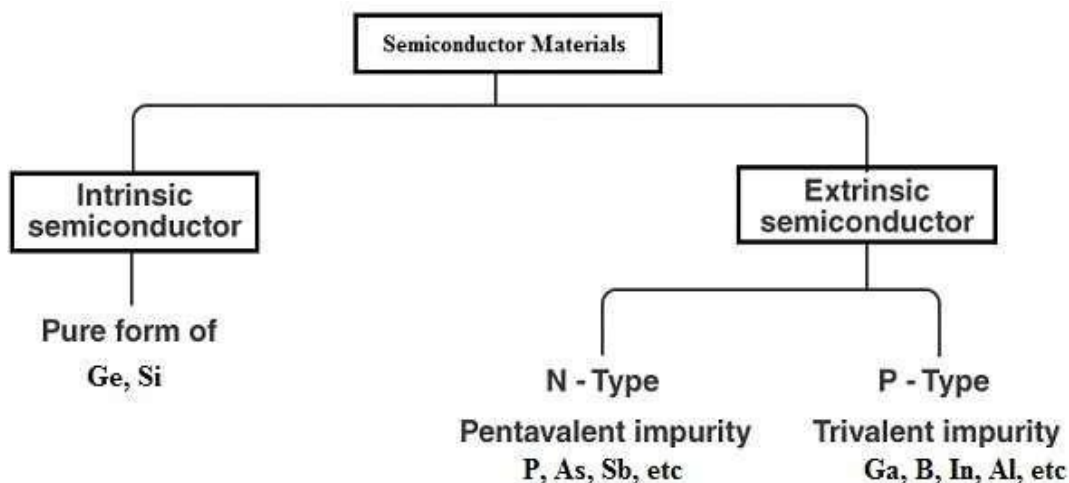 Semiconductor Materials
Intrinsic
semiconductor
Extrinsic
semiconductor
Pure form of
Ge, Si
N - Type
Pentavalent impurity
P, As, Sb, etc
P - Type
Trivalent impurity
Ga, B, In, Al, etc